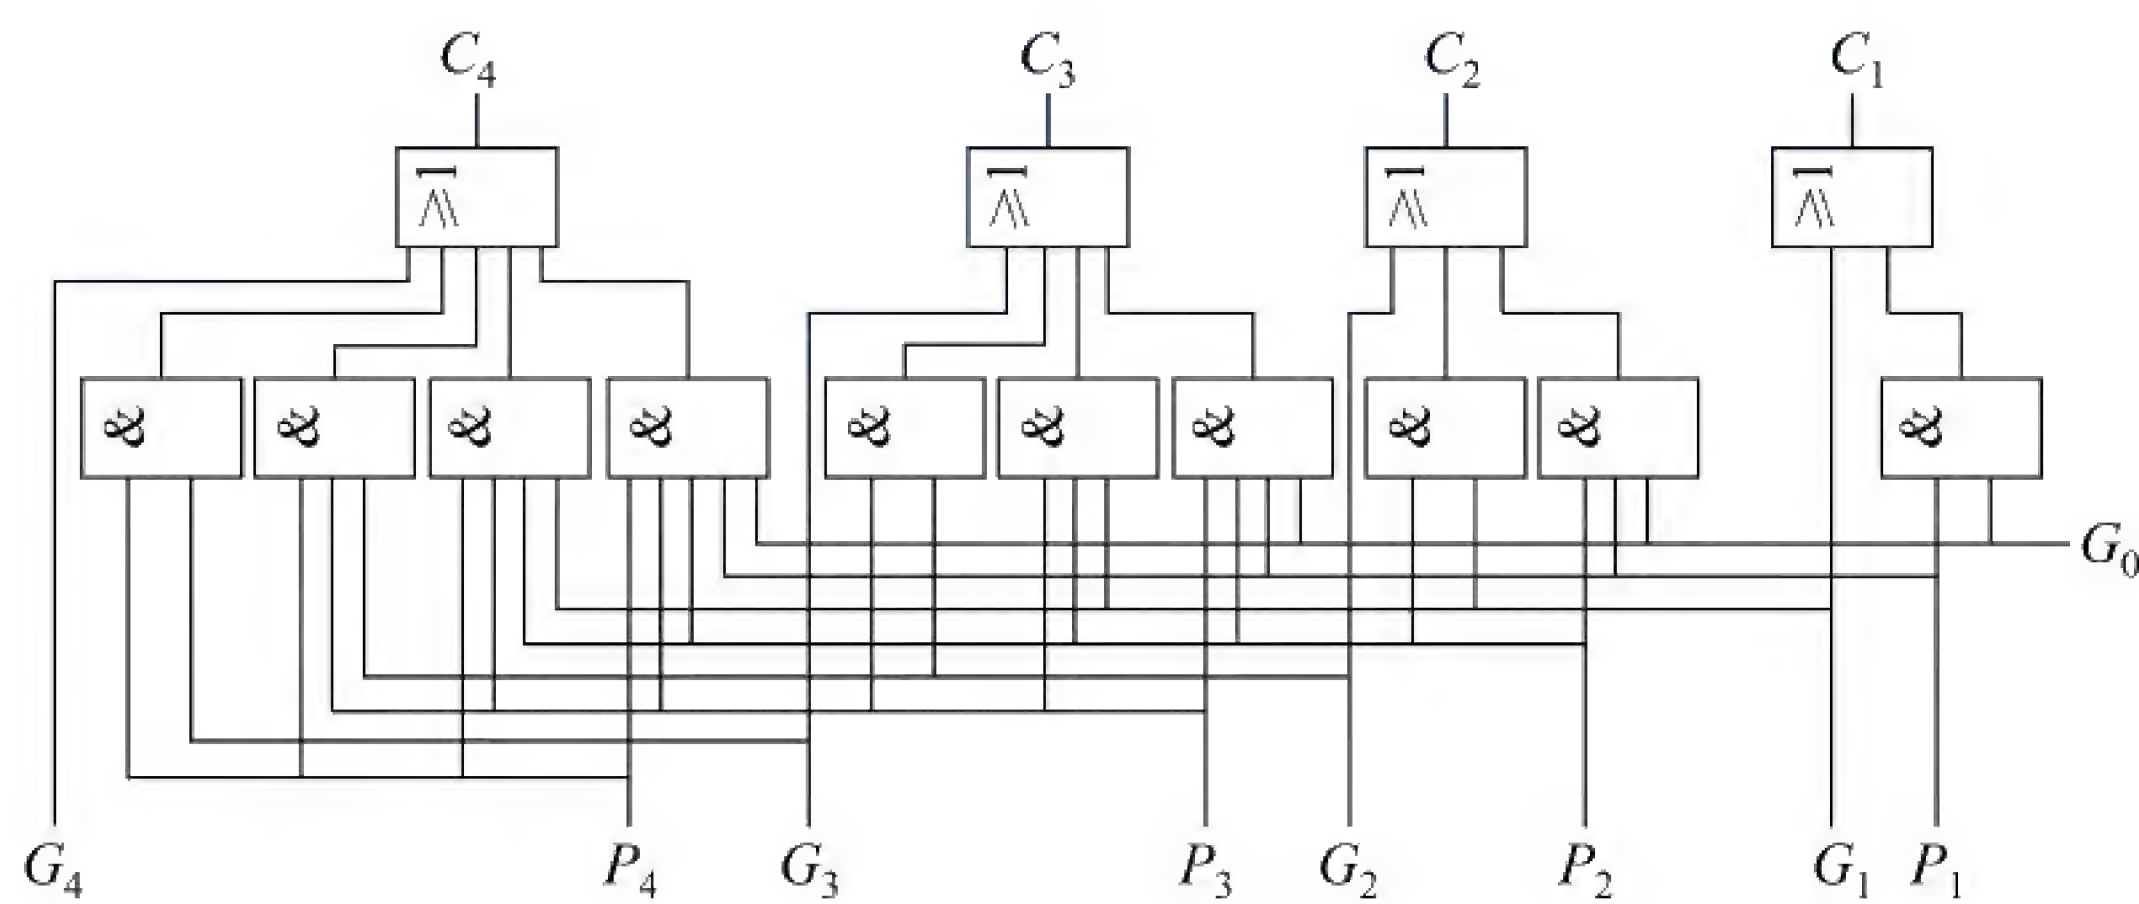 C₄ C₃ C₂ C₁
≥1 ≥1 ≥1 ≥1
& & & & & & & & & &
G₀
G₄ P₄ G₃ P₃ G₂ P₂ G₁ P₁